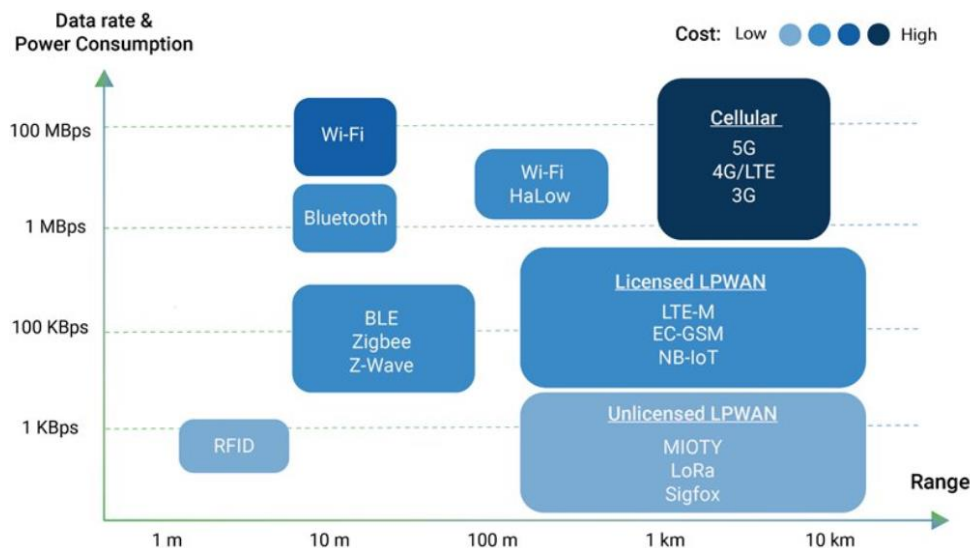 Data rate &
Power Consumption
Cost: Low High
100 MBps
Wi-Fi
Cellular
5G
4G/LTE
3G
Wi-Fi
HaLow
Bluetooth
1 MBps
Licensed LPWAN
LTE-M
EC-GSM
NB-IoT
100 KBps
BLE
Zigbee
Z-Wave
1 KBps
RFID
Unlicensed LPWAN
MIOTY
LoRa
Sigfox
Range
1 m 10 m 100 m 1 km 10 km